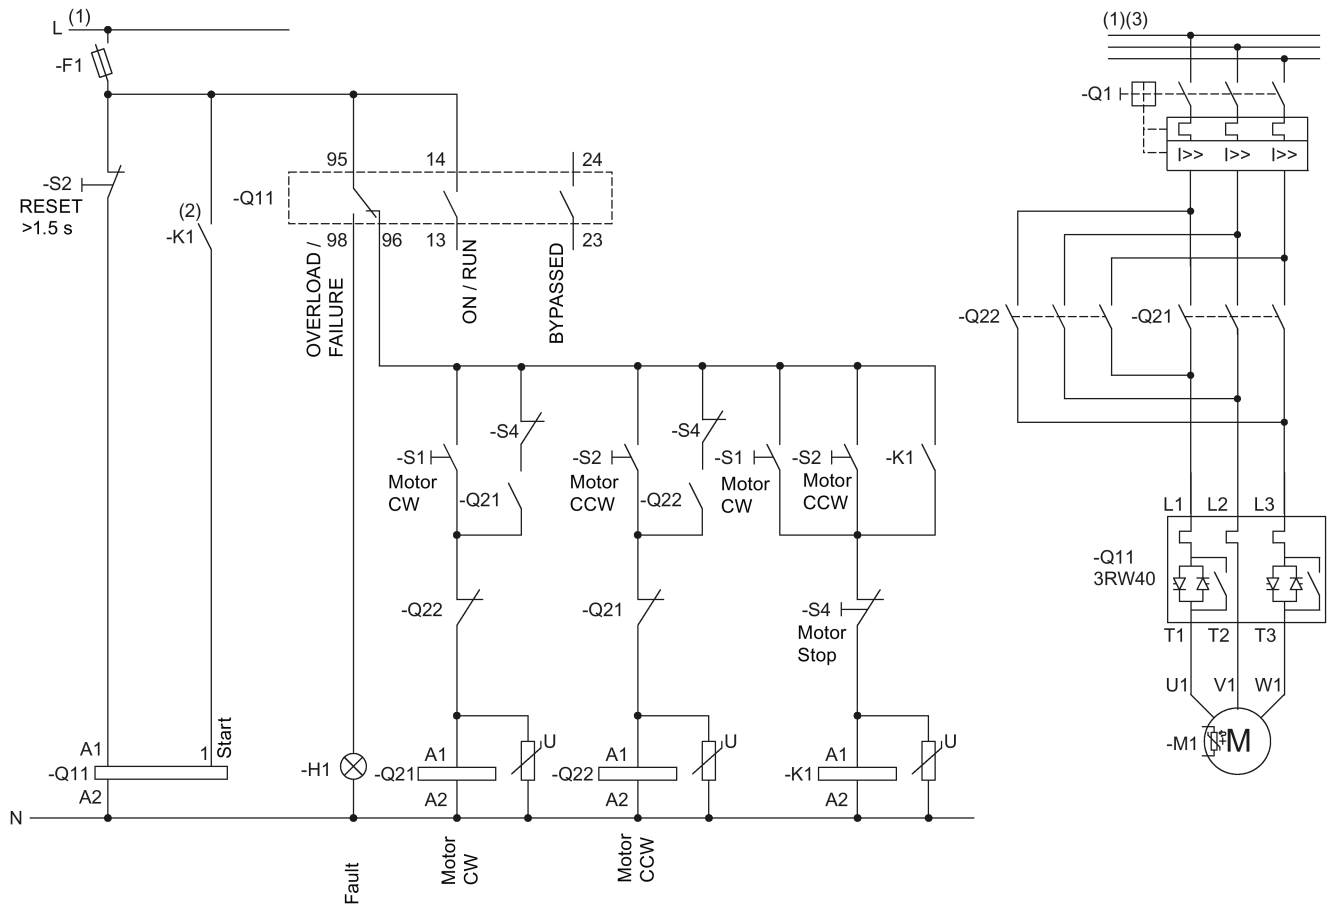 L (1)
-F1
-S2
RESET
>1.5 s
(2)
-K1
-Q11
95
14
24
98
96
13
23
OVERLOAD /
FAILURE
ON / RUN
BYPASSED
-S4
-S4
-S1
Motor
CW
-Q21
-S2
Motor
CCW
-Q22
-S1
Motor
CW
-S2
Motor
CCW
-K1
-Q22
-Q21
-S4
Motor
Stop
A1
1
Start
-Q11
A2
-H1
A1
-Q21
A2
U
A1
-Q22
A2
U
A1
-K1
A2
U
N
Fault
Motor
CW
Motor
CCW
(1)(3)
-Q1
I>>
I>>
I>>
-Q22
-Q21
L1
L2
L3
-Q11
3RW40
T1
T2
T3
U1
V1
W1
-M1
M